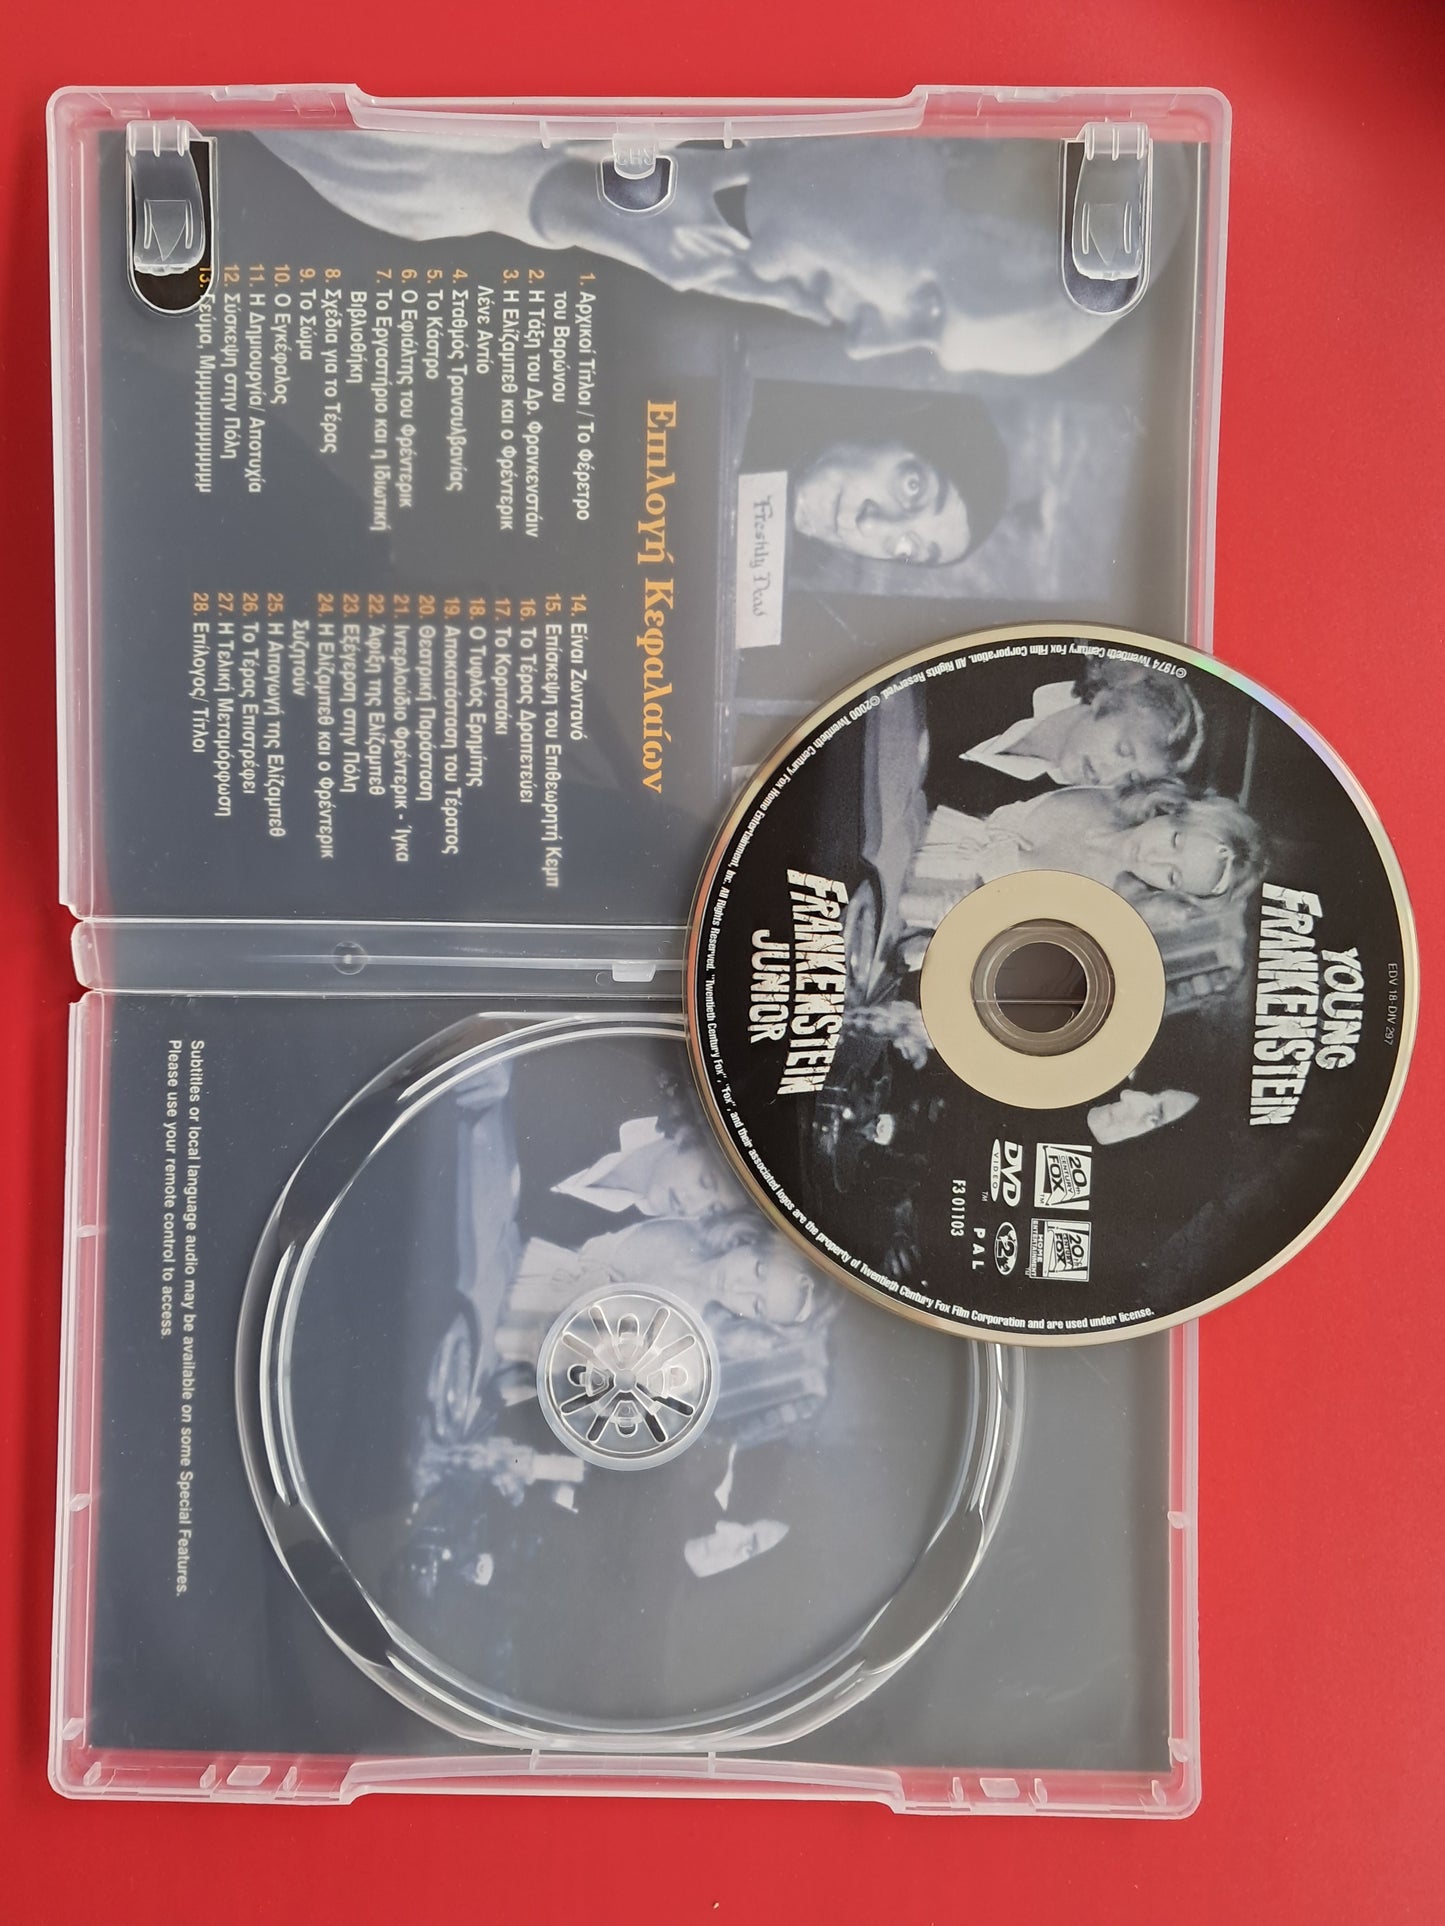 Freshly Dead
Επιλογή Κεφαλαίων
1. Αρχικοί Τίτλοι / Το Φέρετρο
του Βαρώνου
2. Η Τάξη του Δρ. Φρανκενστάιν
3. Η Ελίζαμπεθ και ο Φρέντερικ
Λένε Αντίο
4. Σταθμός Τρανσυλβανίας
5. Το Κάστρο
6. Ο Εφιάλτης του Φρέντερικ
7. Το Εργαστήριο και η Ιδιωτική
Βιβλιοθήκη
8. Σχέδια για το Τέρας
9. Το Σώμα
10. Ο Εγκέφαλος
11. Η Δημιουργία/ Αποτυχία
12. Σύσκεψη στην Πόλη
13. Γεύμα, Μμμμμμμμμμμ
14. Είναι Ζωντανό
15. Επίσκεψη του Επιθεωρητή Κεμπ
16. Το Τέρας Δραπετεύει
17. Το Κοριτσάκι
18. Ο Τυφλός Ερημίτης
19. Αποκατάσταση του Τέρατος
20. Θεατρική Παράσταση
21. Ιντερλούδιο Φρέντερικ - Ίνγκα
22. Άφιξη της Ελίζαμπεθ
23. Εξέγερση στην Πόλη
24. Η Ελίζαμπεθ και ο Φρέντερικ
Συζητούν
25. Η Απαγωγή της Ελίζαμπεθ
26. Το Τέρας Επιστρέφει
27. Η Τελική Μεταμόρφωση
28. Επίλογος/ Τίτλοι
Subtitles or local language audio may be available on some Special Features.
Please use your remote control to access.
EDV 18-DIV 297
YOUNG
FRANKENSTEIN
20th
CENTURY
FOX
TM
20th
CENTURY
FOX
HOME
ENTERTAINMENT
DVD
VIDEO
TM
2
PAL
F3 01103
FRANKENSTEIN
JUNIOR
©1974 Twentieth Century Fox Film Corporation. All Rights Reserved. ©2000 Twentieth Century Fox Home Entertainment, Inc. All Rights Reserved. "Twentieth Century Fox", "Fox", and their associated logos are the property of Twentieth Century Fox Film Corporation and are used under license.